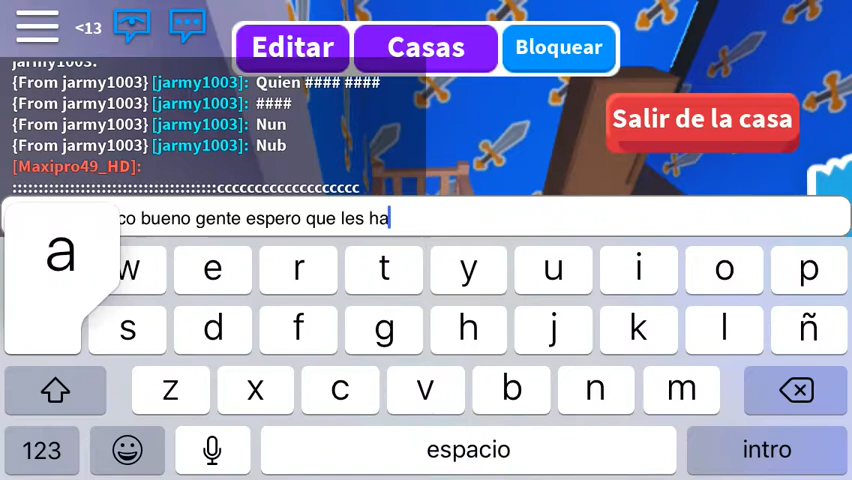 <13
Editar
Casas
Bloquear
jarmy1003:
{From jarmy1003} [jarmy1003]: Quien #### ####
{From jarmy1003} [jarmy1003]: ####
{From jarmy1003} [jarmy1003]: Nun
{From jarmy1003} [jarmy1003]: Nub
[Maxipro49_HD]:
:::::::::::::::::::::::::::::::::::::::::ccccccccccccccccccc
Salir de la casa
co bueno gente espero que les ha
a
w e r t y u i o p
s d f g h j k l ñ
z x c v b n m
123 espacio intro